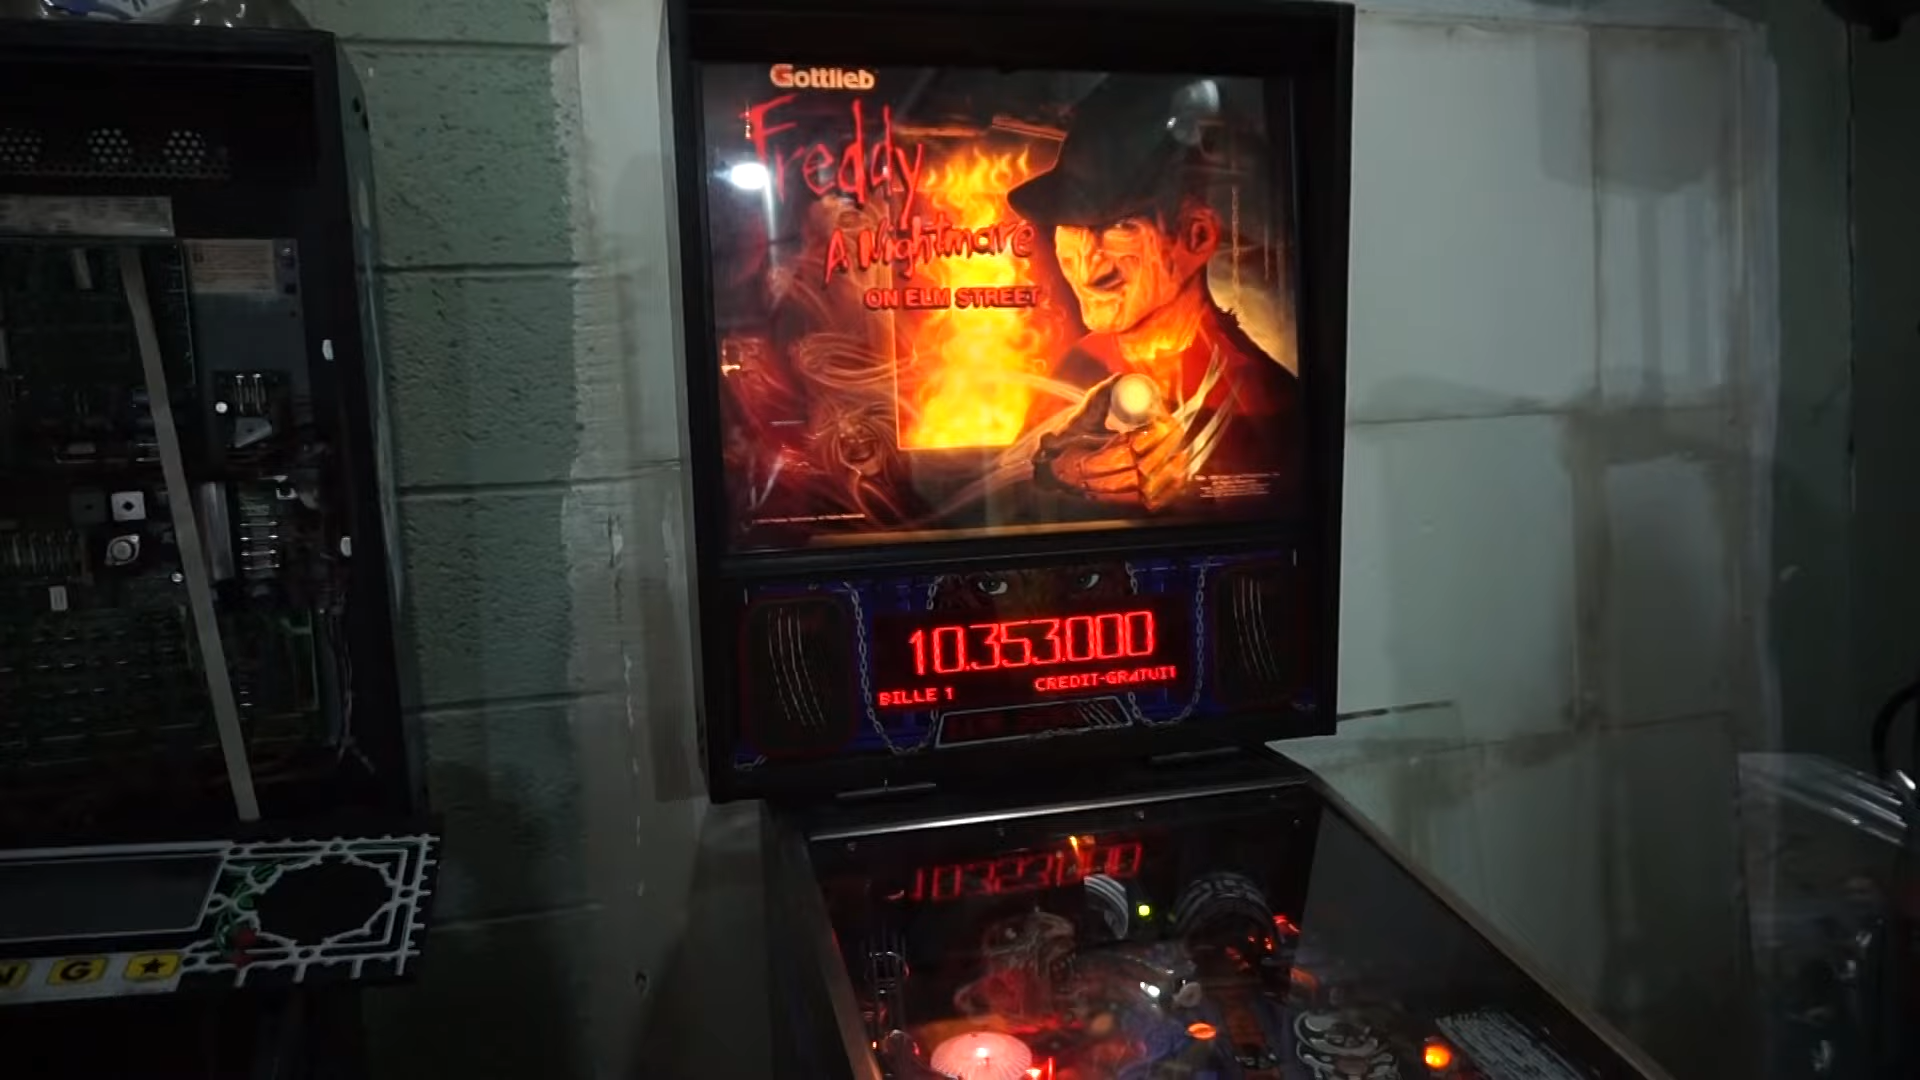 Gottlieb
Freddy
A Nightmare
ON ELM STREET
10.353.000
BILLE 1
CREDIT-GRATUIT
N G ★